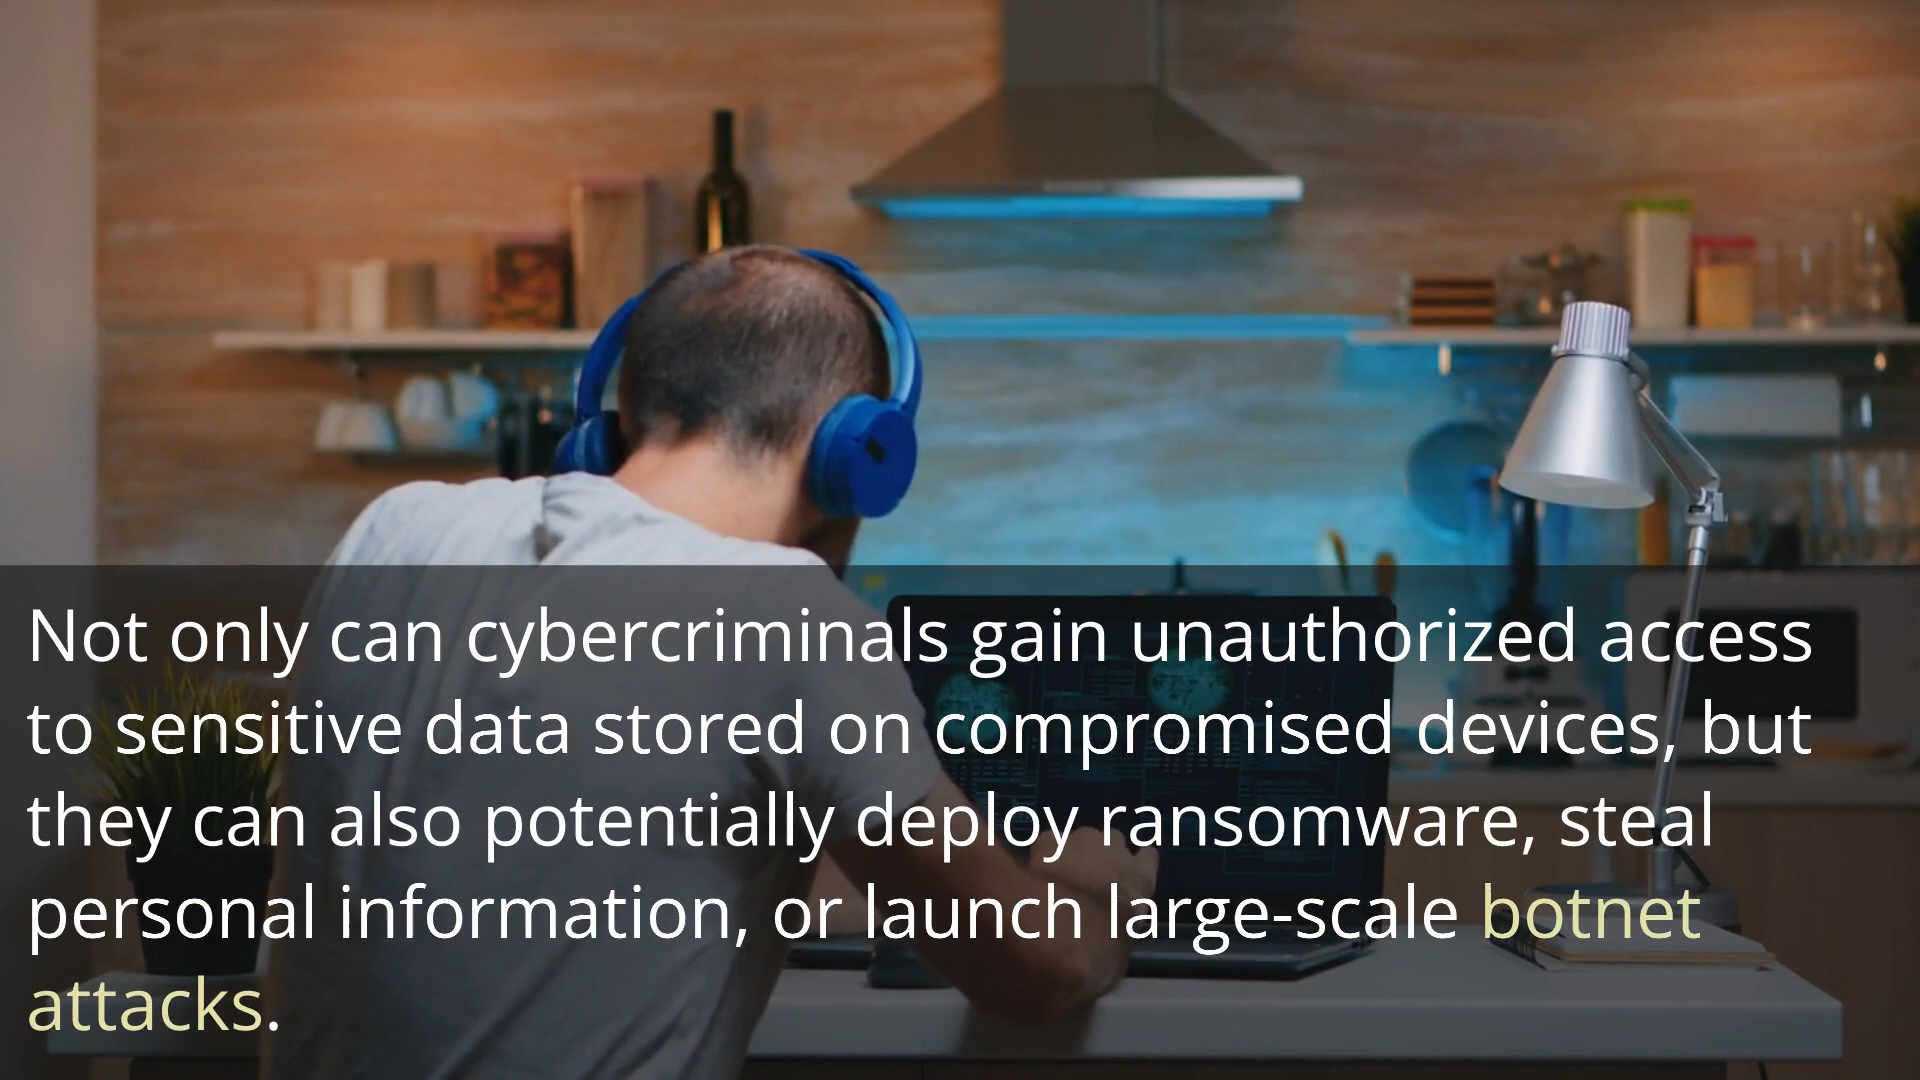 Not only can cybercriminals gain unauthorized access
to sensitive data stored on compromised devices, but
they can also potentially deploy ransomware, steal
personal information, or launch large-scale botnet
attacks.